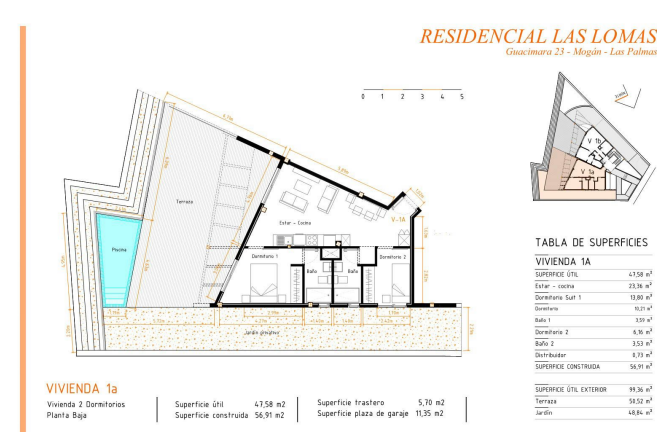 RESIDENCIAL LAS LOMAS
Guacimara 23 - Mogán - Las Palmas
0 1 2 3 4 5
Terraza
Estar - Cocina
V-1A
V 1b
V 1a
Piscina
Dormitorio 1
Baño
Baño
Dormitorio 2
Jardín privativo
TABLA DE SUPERFICIES
VIVIENDA 1A
SUPERFICIE ÚTIL 47,58 m²
Estar - cocina 23,36 m²
Dormitorio Suit 1 13,80 m²
Dormitorio 10,21 m²
Baño 1 3,59 m²
Dormitorio 2 6,16 m²
Baño 2 3,53 m²
Distribuidor 0,73 m²
SUPERFICIE CONSTRUIDA 56,91 m²
SUPERFICIE ÚTIL EXTERIOR 99,36 m²
Terraza 50,52 m²
Jardín 48,84 m²
VIVIENDA 1a
Vivienda 2 Dormitorios
Planta Baja
Superficie útil 47,58 m2
Superficie construida 56,91 m2
Superficie trastero 5,70 m2
Superficie plaza de garaje 11,35 m2